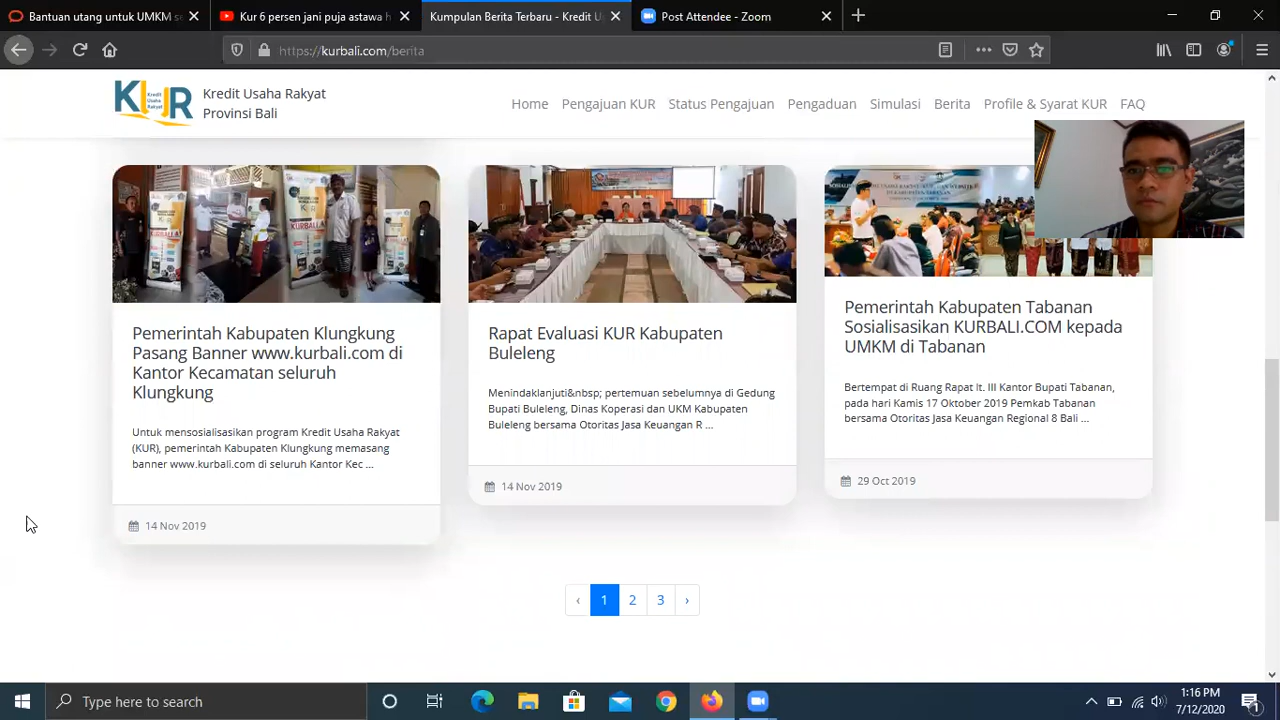 Bantuan utang untuk UMKM se
Kur 6 persen jani puja astawa h
Kumpulan Berita Terbaru - Kredit U
Post Attendee - Zoom
https://kurbali.com/berita
KUR
Kredit
Usaha
Rakyat
Kredit Usaha Rakyat
Provinsi Bali
Home
Pengajuan KUR
Status Pengajuan
Pengaduan
Simulasi
Berita
Profile & Syarat KUR
FAQ
Pemerintah Kabupaten Klungkung
Pasang Banner www.kurbali.com di
Kantor Kecamatan seluruh
Klungkung
Untuk mensosialisasikan program Kredit Usaha Rakyat
(KUR), pemerintah Kabupaten Klungkung memasang
banner www.kurbali.com di seluruh Kantor Kec ...
14 Nov 2019
Rapat Evaluasi KUR Kabupaten
Buleleng
Menindaklanjuti&nbsp; pertemuan sebelumnya di Gedung
Bupati Buleleng, Dinas Koperasi dan UKM Kabupaten
Buleleng bersama Otoritas Jasa Keuangan R ...
14 Nov 2019
Pemerintah Kabupaten Tabanan
Sosialisasikan KURBALI.COM kepada
UMKM di Tabanan
Bertempat di Ruang Rapat lt. III Kantor Bupati Tabanan,
pada hari Kamis 17 Oktober 2019 Pemkab Tabanan
bersama Otoritas Jasa Keuangan Regional 8 Bali ...
29 Oct 2019
‹ 1 2 3 ›
Type here to search
1:16 PM
7/12/2020
1